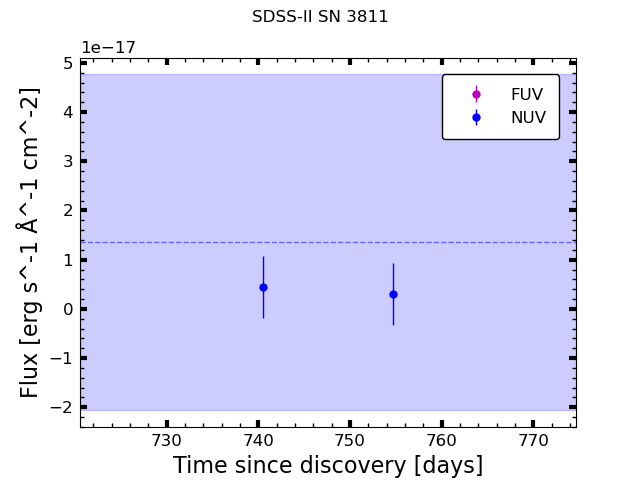 SDSS-II SN 3811
1e−17
5
4
3
2
1
0
−1
−2
Flux [erg s^-1 Å^-1 cm^-2]
FUV
NUV
730 740 750 760 770
Time since discovery [days]